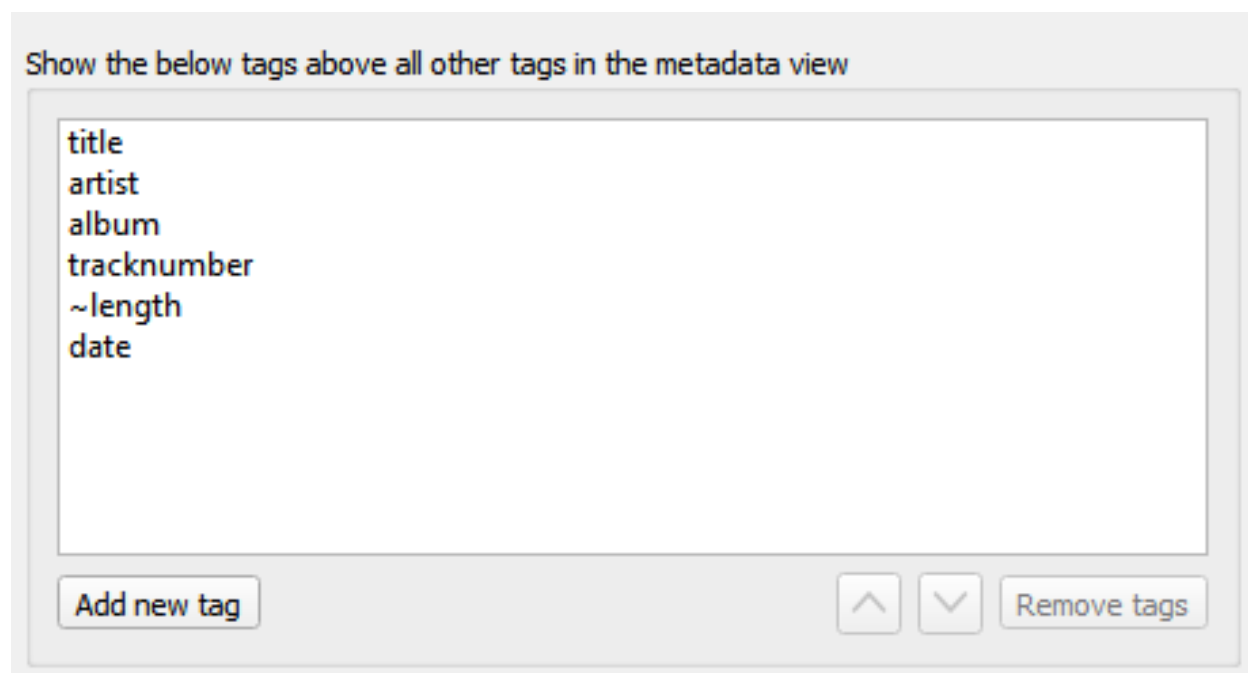 Show the below tags above all other tags in the metadata view
title
artist
album
tracknumber
~length
date
Add new tag
Remove tags